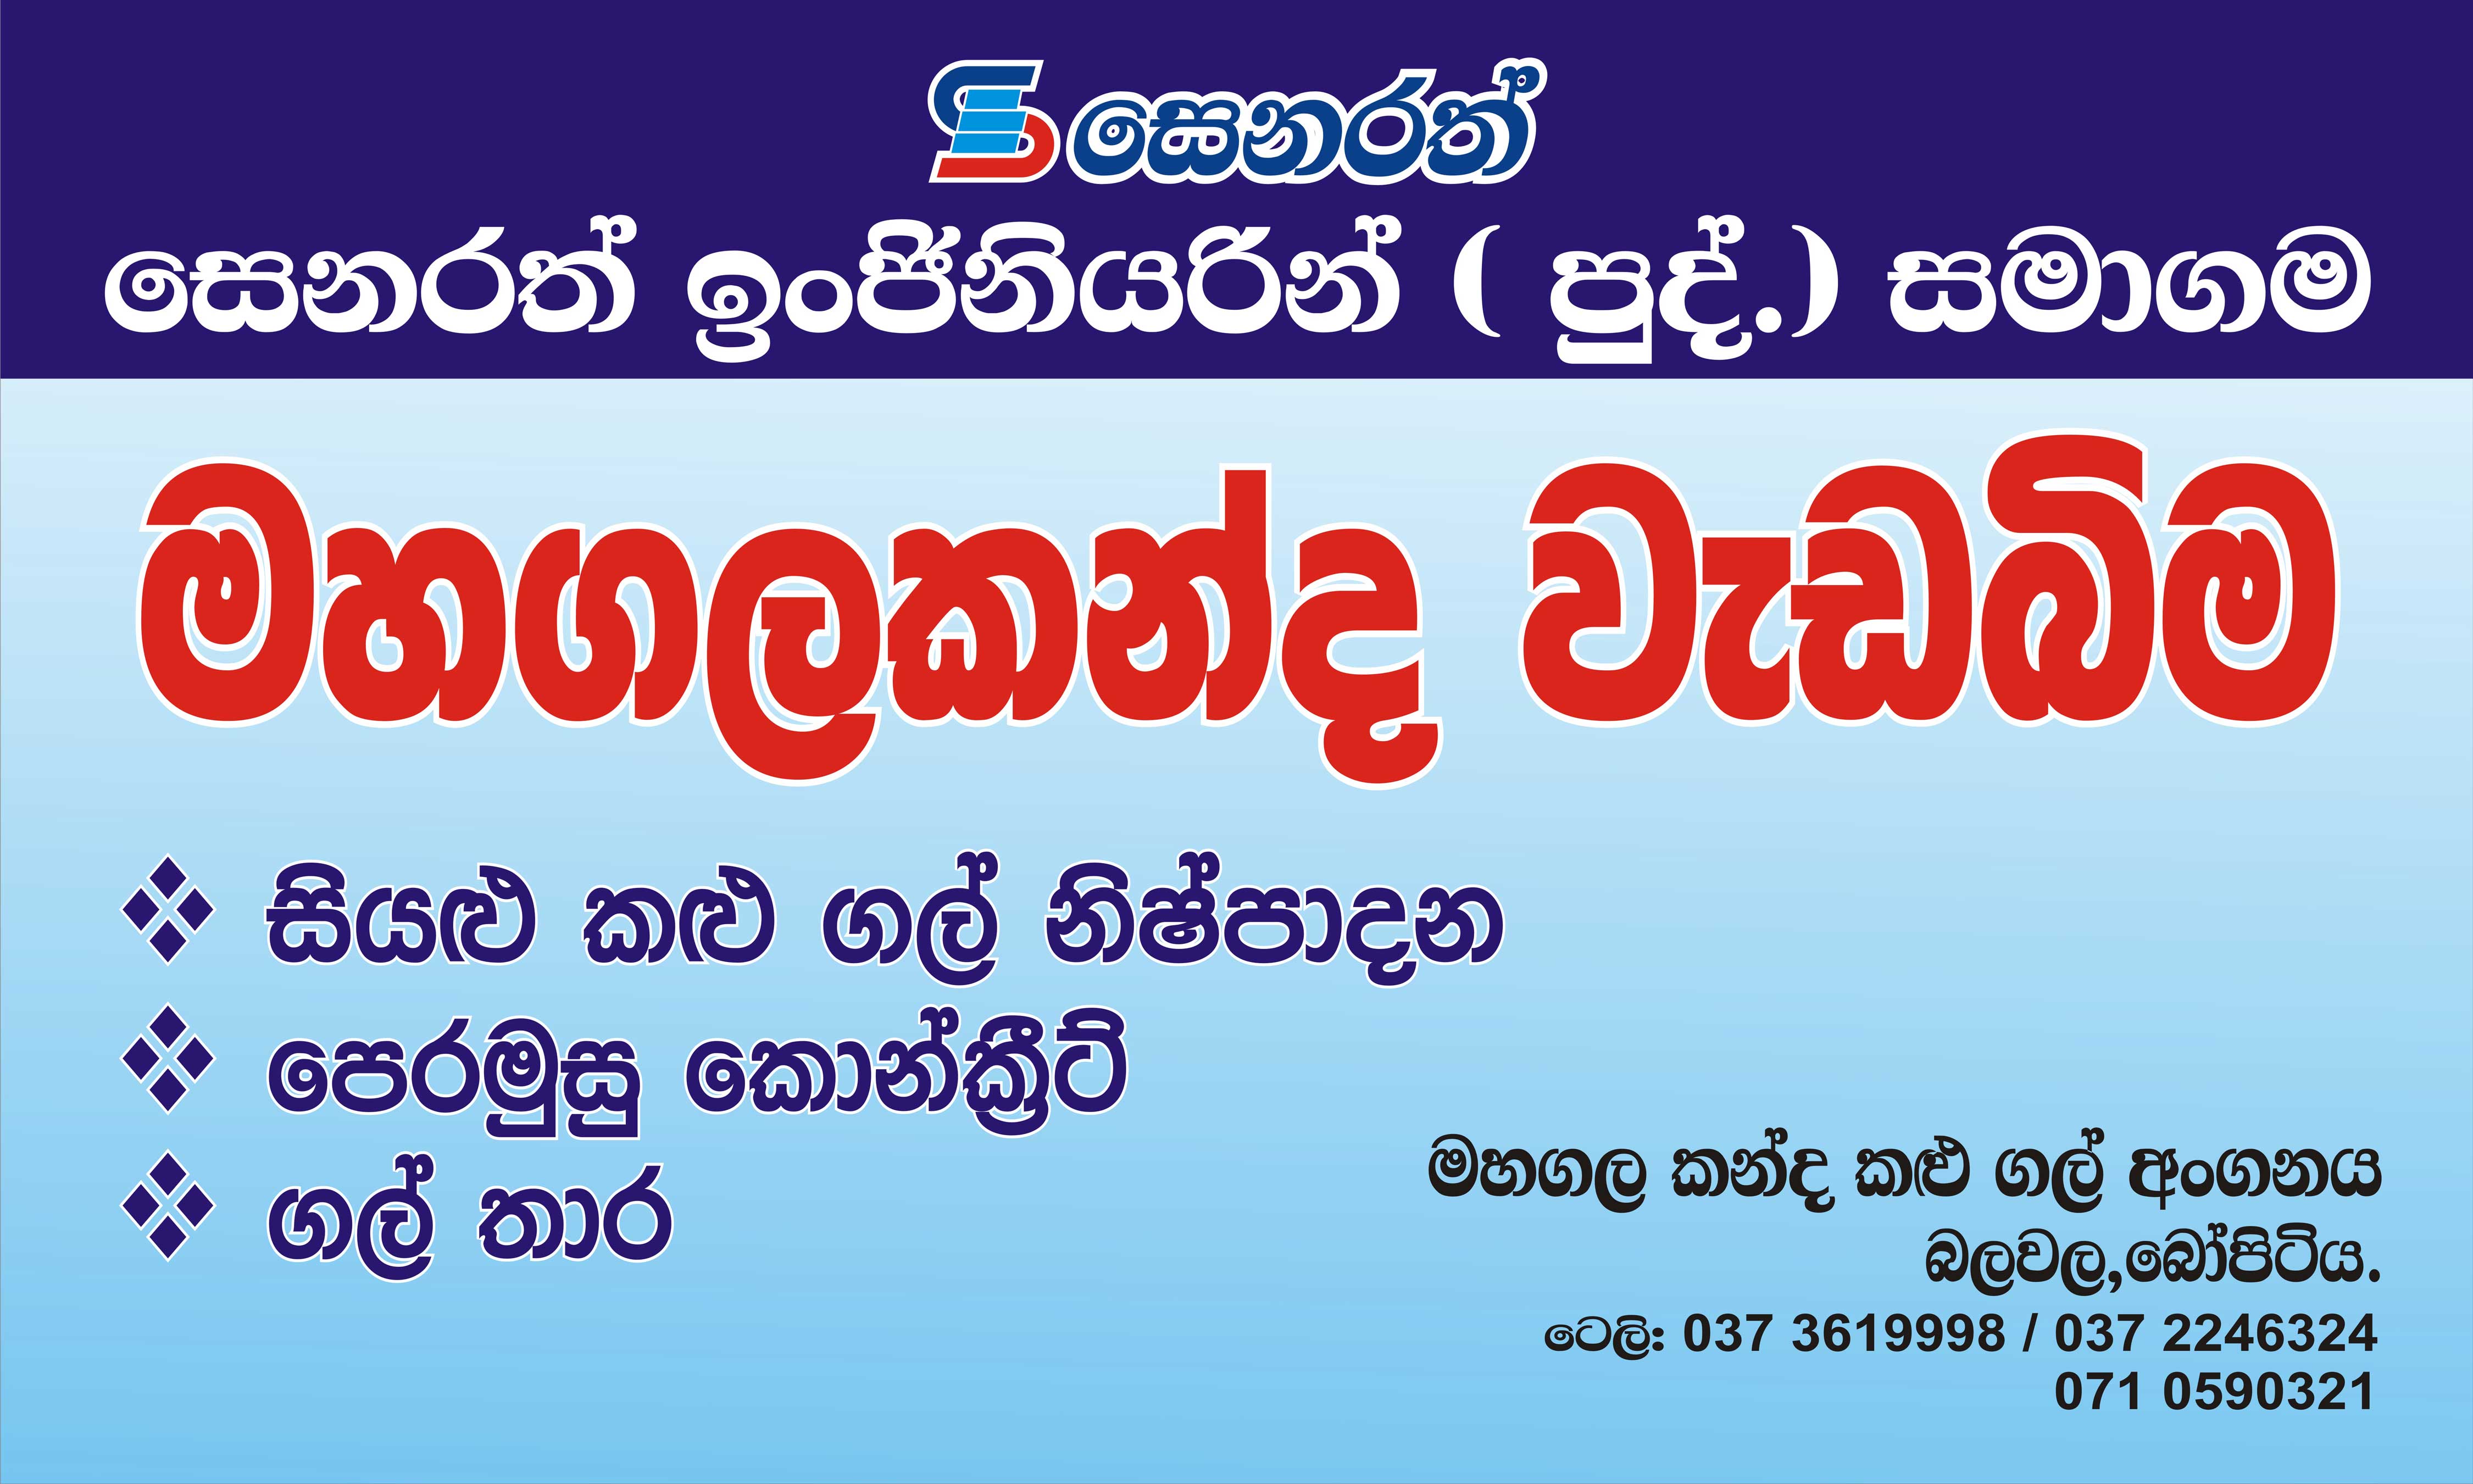 සෙනරත්
සෙනරත් ඉංජිනියරින් ( පුද්.) සමාගම
මහගලකන්ද වැඩබිම
❖ සියළු කළු ගල් නිෂ්පාදන
❖ පෙරමුසු කොන්ක්‍රීට්
❖ ගල් තාර
මහගල කන්ද කළු ගල් අංගනය
බලවල,බෝපිටිය.
ටෙලි: 037 3619998 / 037 2246324
071 0590321